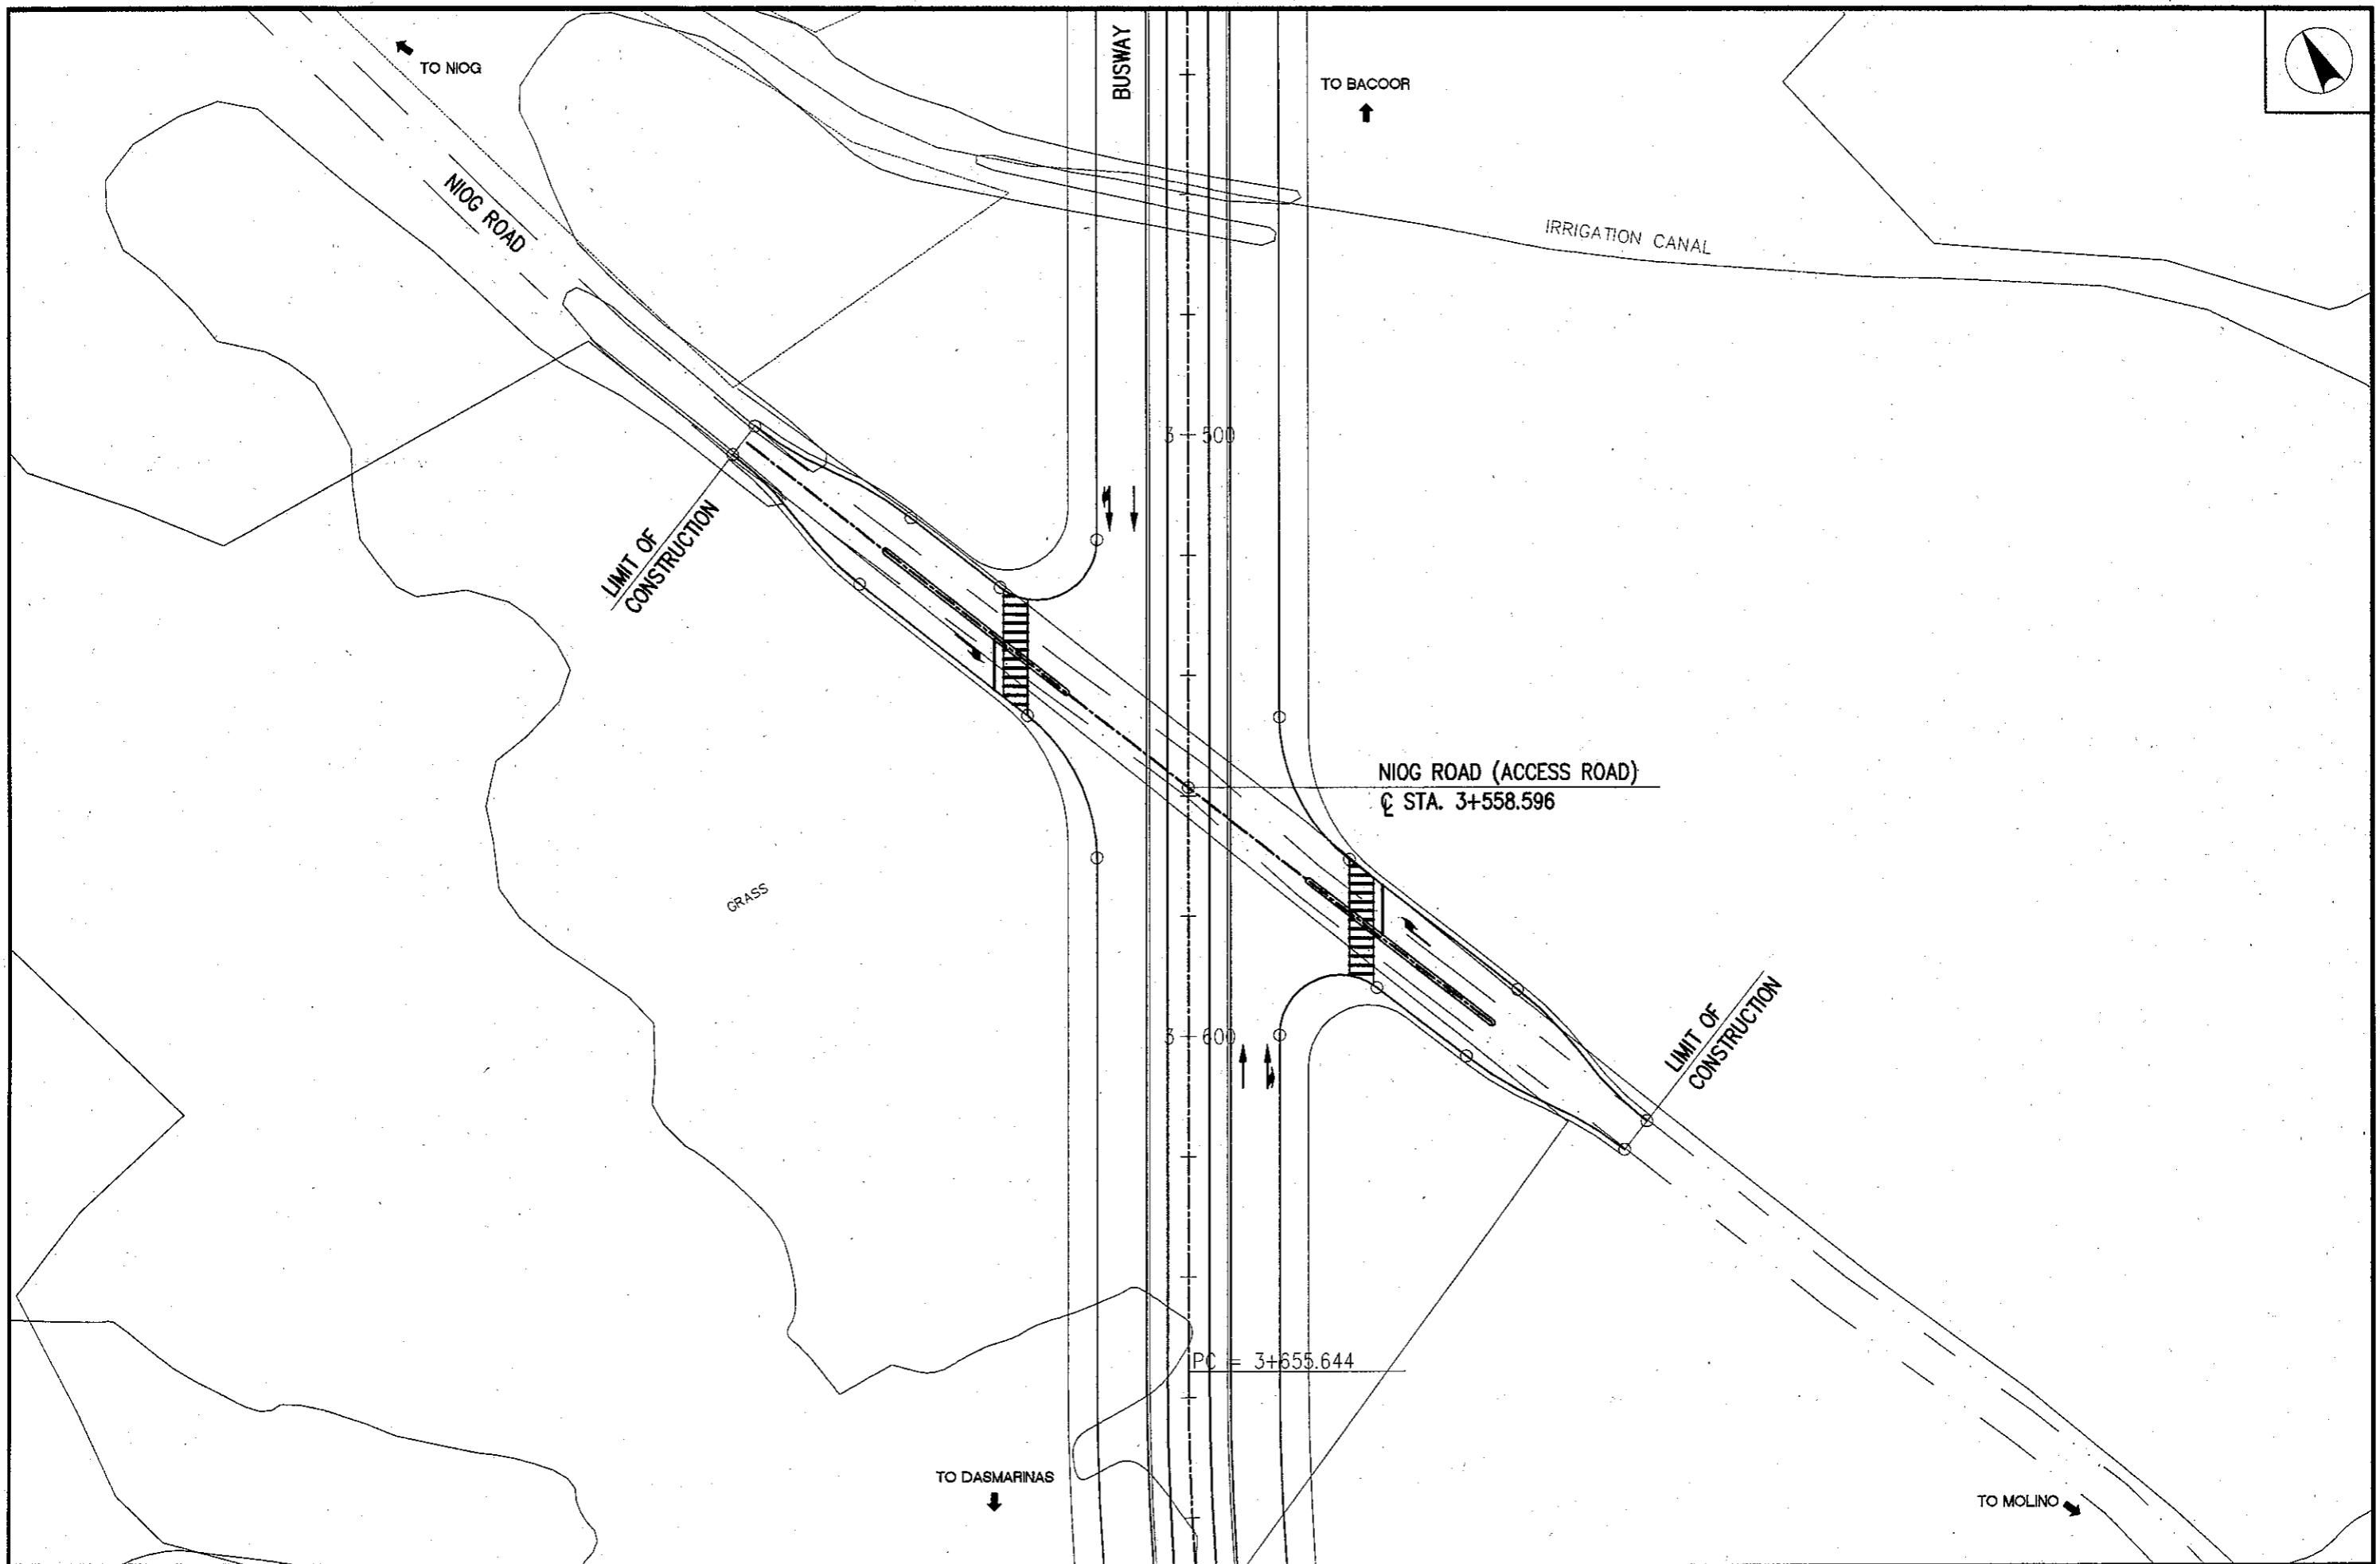 TO NIOG
BUSWAY
TO BACOOR
NIOG ROAD
IRRIGATION CANAL
3+500
LIMIT OF
CONSTRUCTION
NIOG ROAD (ACCESS ROAD)
℄ STA. 3+558.596
GRASS
3+600
LIMIT OF
CONSTRUCTION
PC = 3+655.644
TO DASMARINAS
TO MOLINO